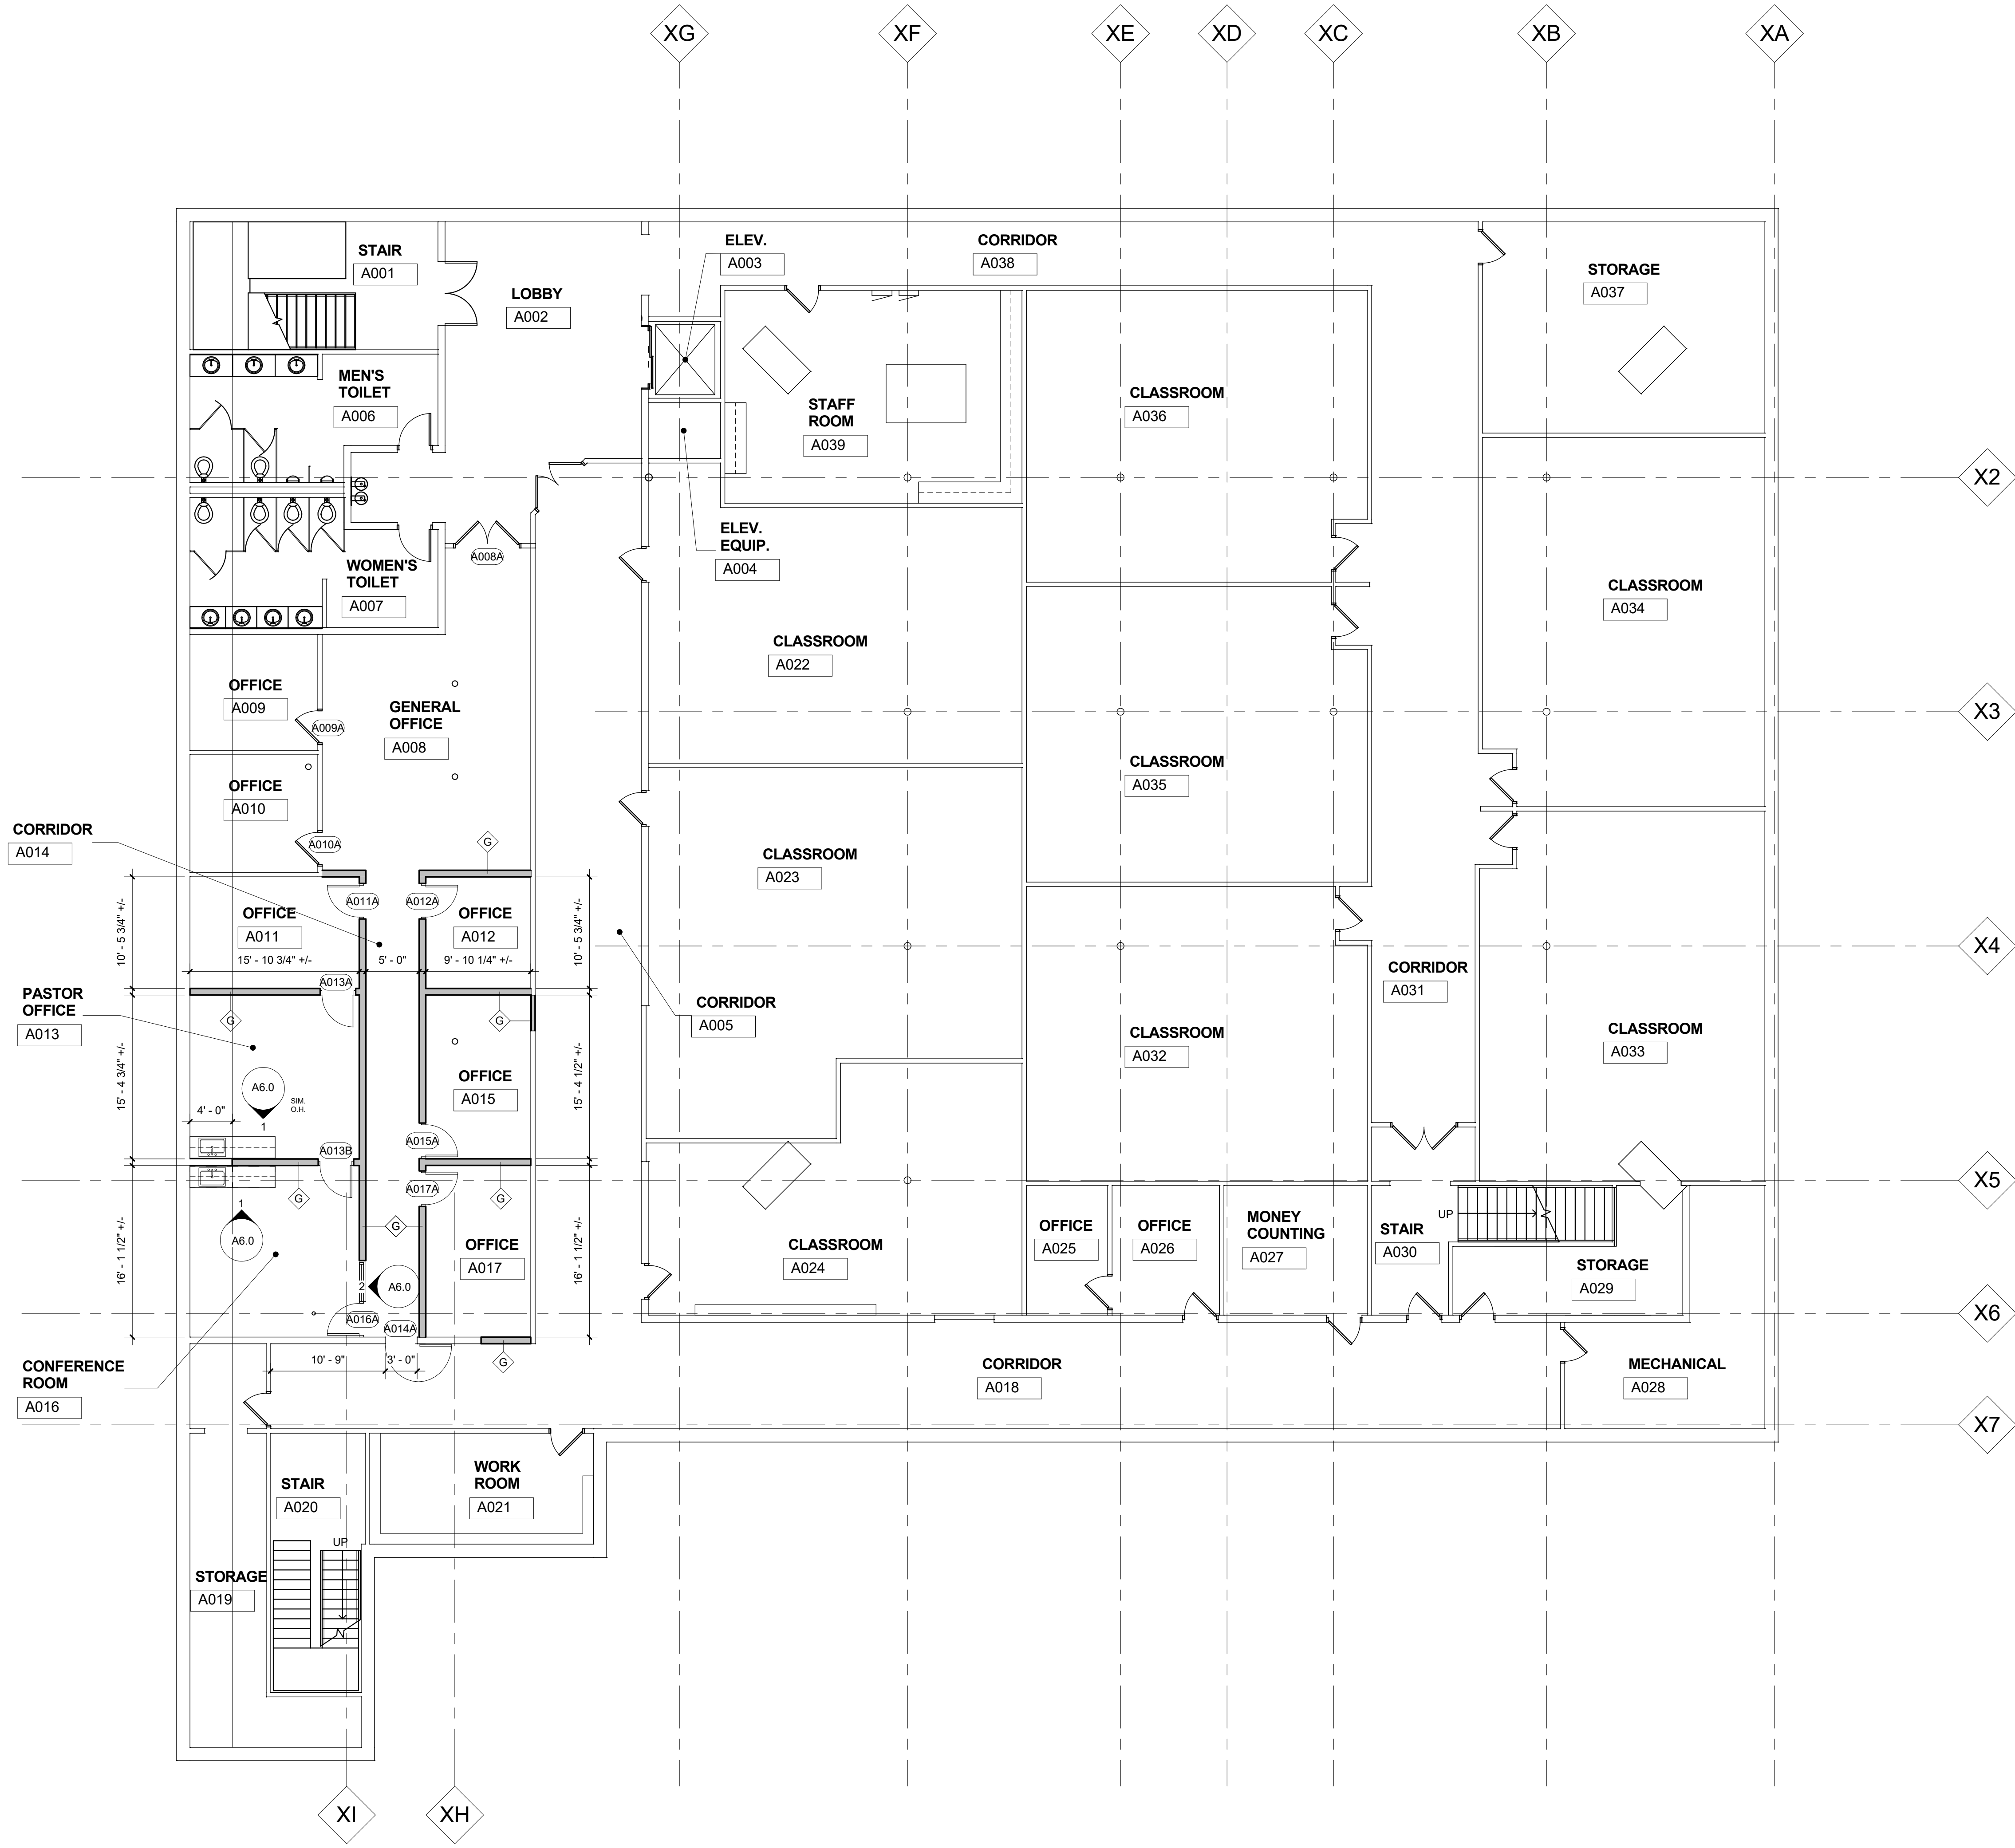 XG
XF
XE
XD
XC
XB
XA
STAIR
A001
LOBBY
A002
ELEV.
A003
CORRIDOR
A038
STORAGE
A037
MEN'S
TOILET
A006
STAFF
ROOM
A039
CLASSROOM
A036
X2
ELEV.
EQUIP.
A004
A008A
WOMEN'S
TOILET
A007
CLASSROOM
A034
CLASSROOM
A022
OFFICE
A009
A009A
GENERAL
OFFICE
A008
X3
CLASSROOM
A035
OFFICE
A010
A010A
G
CORRIDOR
A014
CLASSROOM
A023
A011A
A012A
OFFICE
A011
OFFICE
A012
10' - 5 3/4" +/-
10' - 5 3/4" +/-
15' - 10 3/4" +/-
5' - 0"
9' - 10 1/4" +/-
X4
CORRIDOR
A031
A013A
PASTOR
OFFICE
A013
G
G
CORRIDOR
A005
CLASSROOM
A032
CLASSROOM
A033
15' - 4 3/4" +/-
15' - 4 1/2" +/-
OFFICE
A015
A6.0
SIM.
O.H.
1
4' - 0"
A013B
A015A
X5
G
A017A
G
1
A6.0
G
16' - 1 1/2" +/-
16' - 1 1/2" +/-
OFFICE
A017
CLASSROOM
A024
OFFICE
A025
OFFICE
A026
MONEY
COUNTING
A027
STAIR
A030
UP
STORAGE
A029
2
A6.0
X6
A016A
A014A
G
10' - 9"
3' - 0"
CONFERENCE
ROOM
A016
CORRIDOR
A018
MECHANICAL
A028
X7
STAIR
A020
WORK
ROOM
A021
UP
STORAGE
A019
XI
XH